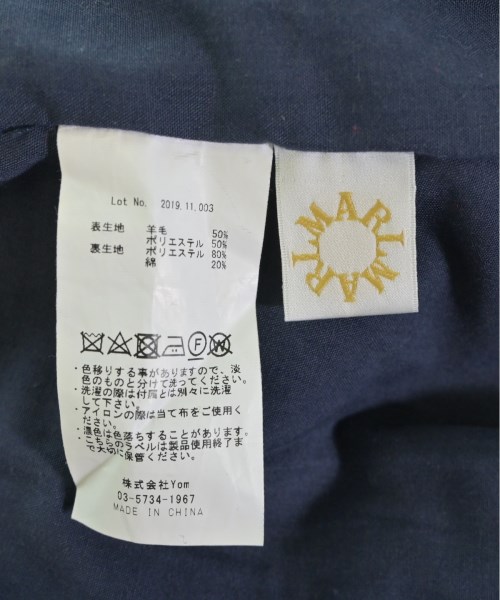 Lot No. 2019.11.003
表生地 羊毛 50%
ポリエステル 50%
裏生地 ポリエステル 80%
綿 20%
F W
・色移りする事がありますので、淡
色のものと分けて洗ってください。
・洗濯の際は付属とは別々に洗濯
して下さい。
・アイロンの際は当て布をご使用く
ださい。
・濃色は色落ちすることがあります。
・こちらのラベルは製品使用終了ま
で大切に保管ください。
株式会社Yom
03-5734-1967
MADE IN CHINA
MARLMARL